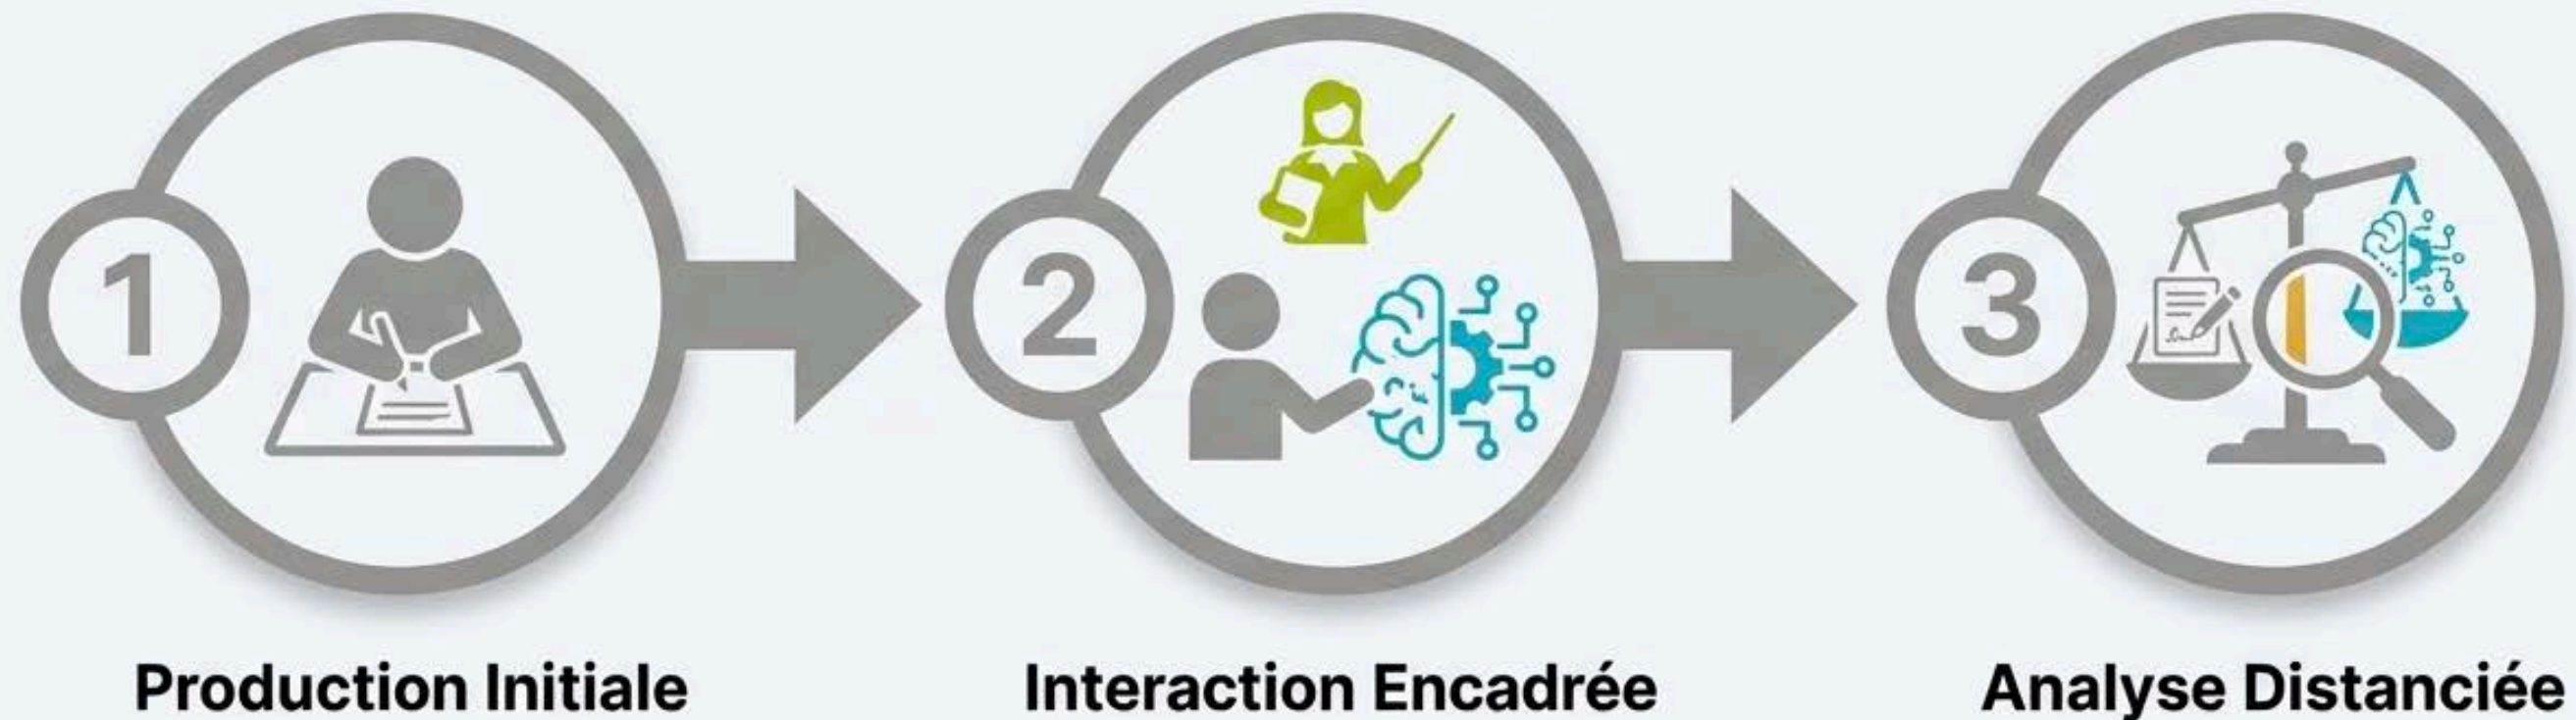 1
2
3
Production Initiale
Interaction Encadrée
Analyse Distanciée